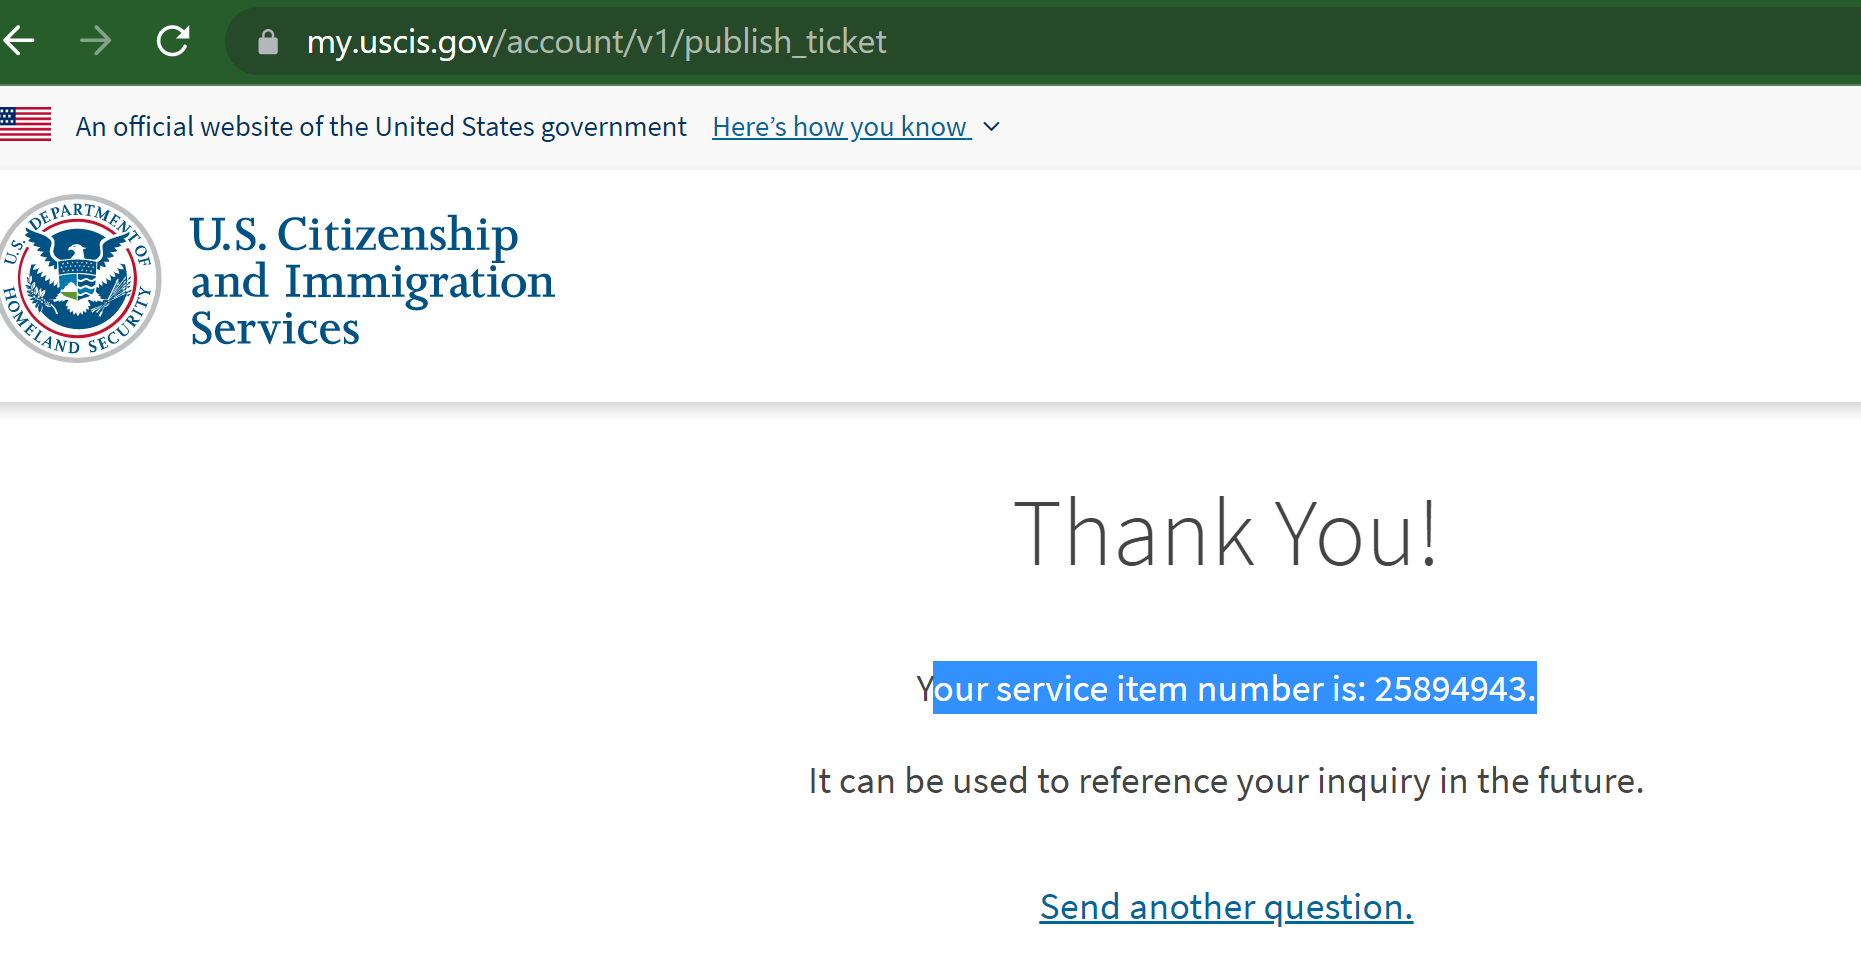 my.uscis.gov/account/v1/publish_ticket
An official website of the United States government Here’s how you know
U.S. DEPARTMENT OF
HOMELAND SECURITY
U.S. Citizenship
and Immigration
Services
Thank You!
Your service item number is: 25894943.
It can be used to reference your inquiry in the future.
Send another question.